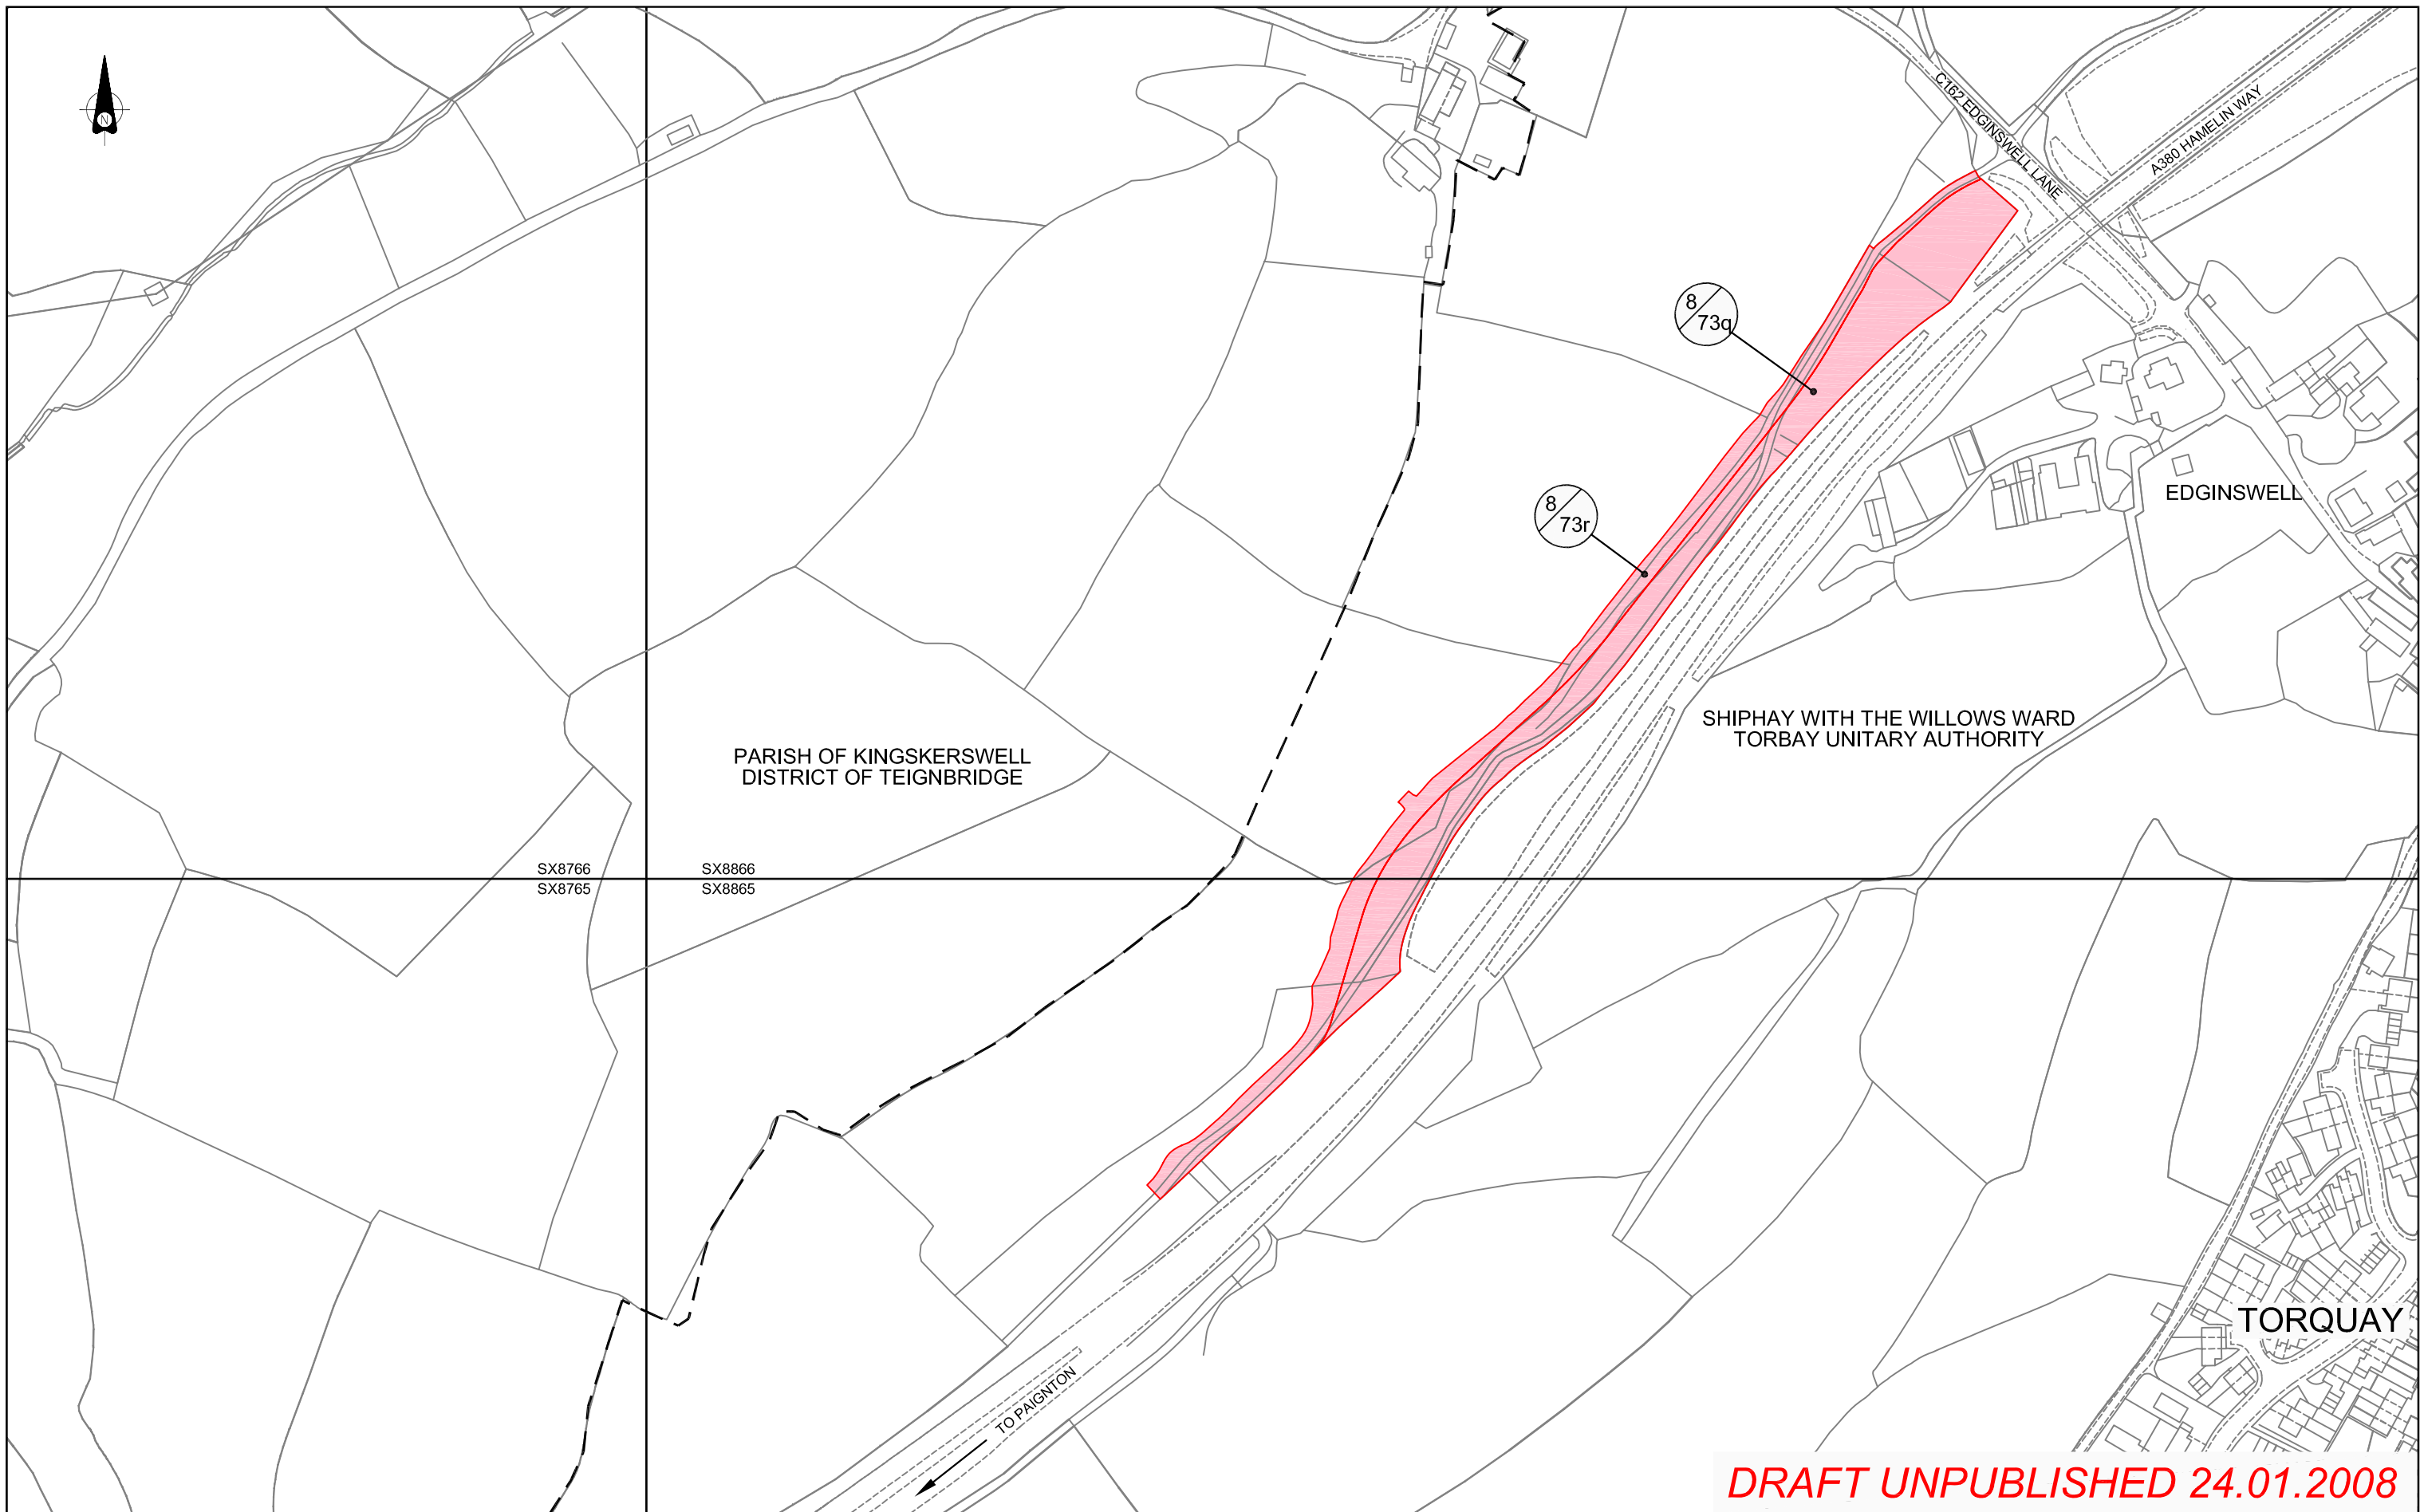 N
C162 EDGINSWELL LANE
A380 HAMELIN WAY
8
73q
8
73r
EDGINSWELL
SHIPHAY WITH THE WILLOWS WARD
TORBAY UNITARY AUTHORITY
PARISH OF KINGSKERSWELL
DISTRICT OF TEIGNBRIDGE
SX8766
SX8866
SX8765
SX8865
TORQUAY
TO PAIGNTON
DRAFT UNPUBLISHED 24.01.2008